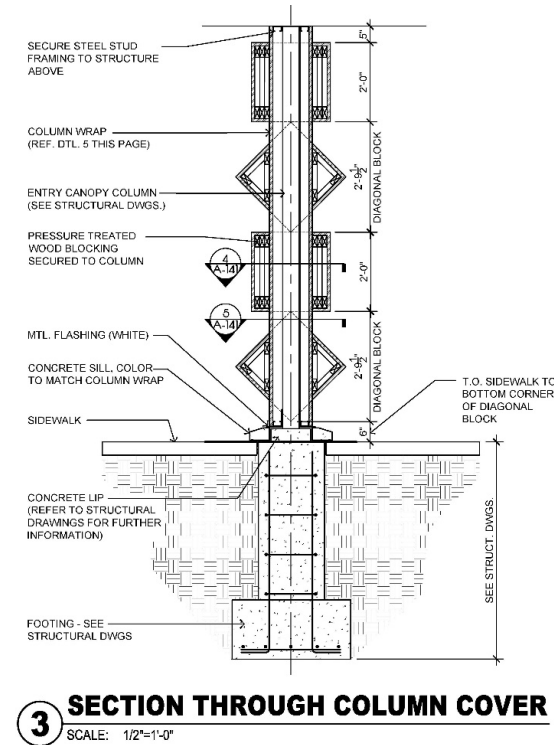 SECURE STEEL STUD
FRAMING TO STRUCTURE
ABOVE
COLUMN WRAP
(REF. DTL. 5 THIS PAGE)
ENTRY CANOPY COLUMN
(SEE STRUCTURAL DWGS.)
PRESSURE TREATED
WOOD BLOCKING
SECURED TO COLUMN
4
A-141
5
A-141
MTL. FLASHING (WHITE)
CONCRETE SILL, COLOR
TO MATCH COLUMN WRAP
SIDEWALK
CONCRETE LIP
(REFER TO STRUCTURAL
DRAWINGS FOR FURTHER
INFORMATION)
FOOTING - SEE
STRUCTURAL DWGS
5"
2'-0"
2'-9 1/2"
DIAGONAL BLOCK
2'-0"
2'-9 1/2"
DIAGONAL BLOCK
6"
T.O. SIDEWALK TO
BOTTOM CORNER
OF DIAGONAL
BLOCK
SEE STRUCT. DWGS.
3 SECTION THROUGH COLUMN COVER
SCALE: 1/2"=1'-0"